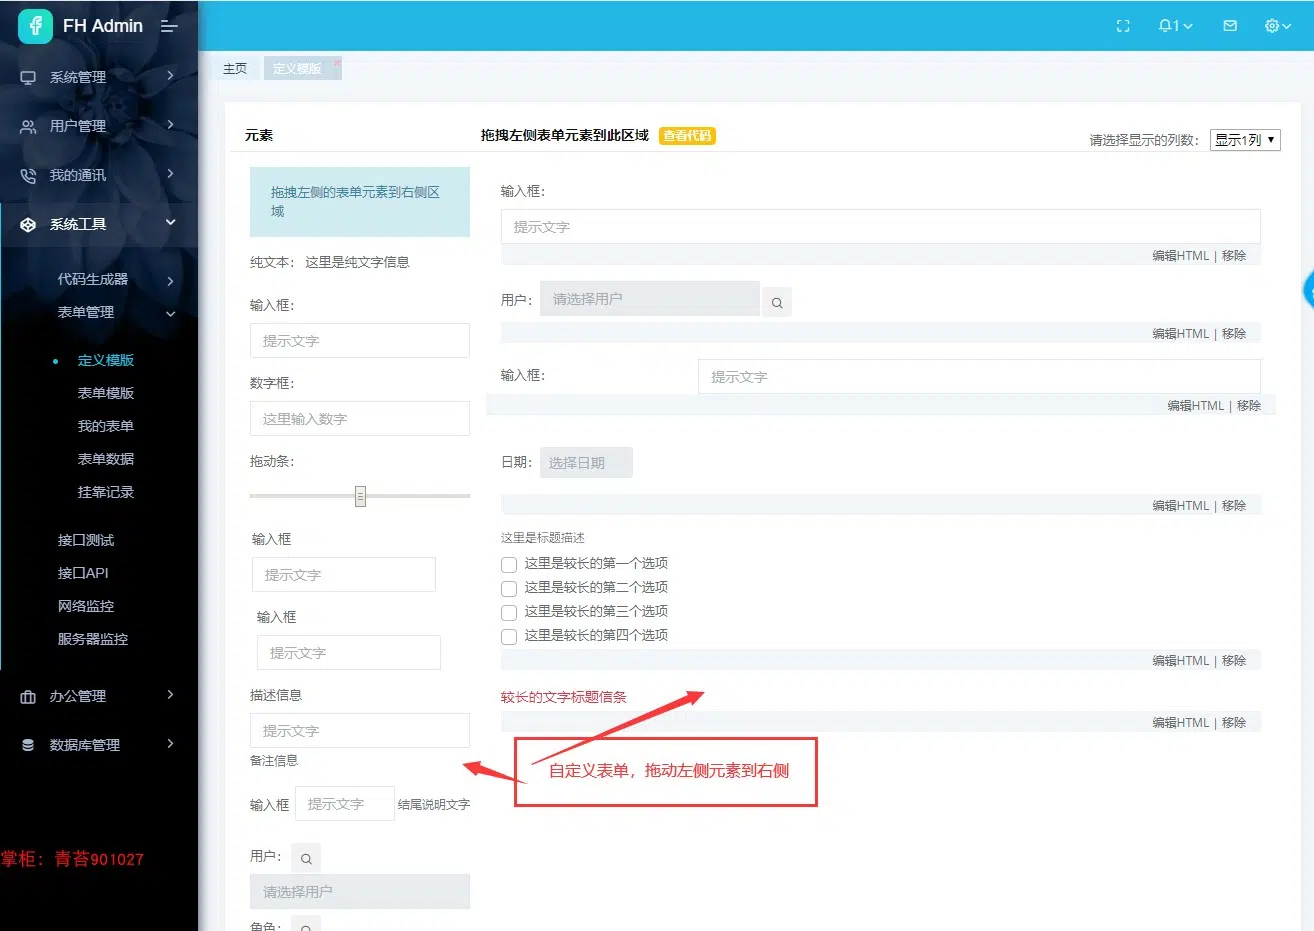 FH Admin
1
系统管理
用户管理
我的通讯
系统工具
代码生成器
表单管理
定义模版
表单模版
我的表单
表单数据
挂靠记录
接口测试
接口API
网络监控
服务器监控
办公管理
数据库管理
掌柜：青苔901027
主页
定义模版
元素
拖拽左侧表单元素到此区域
查看代码
请选择显示的列数：
显示1列
拖拽左侧的表单元素到右侧区
域
纯文本： 这里是纯文字信息
输入框：
提示文字
数字框：
这里输入数字
拖动条：
输入框
提示文字
输入框
提示文字
描述信息
提示文字
备注信息
输入框 提示文字 结尾说明文字
用户：
请选择用户
角色：
输入框：
提示文字
编辑HTML | 移除
用户： 请选择用户
编辑HTML | 移除
输入框： 提示文字
编辑HTML | 移除
日期： 选择日期
编辑HTML | 移除
这里是标题描述
这里是较长的第一个选项
这里是较长的第二个选项
这里是较长的第三个选项
这里是较长的第四个选项
编辑HTML | 移除
较长的文字标题信条
编辑HTML | 移除
自定义表单，拖动左侧元素到右侧